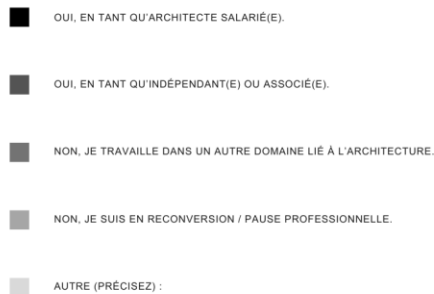 OUI, EN TANT QU'ARCHITECTE SALARIÉ(E).
OUI, EN TANT QU'INDÉPENDANT(E) OU ASSOCIÉ(E).
NON, JE TRAVAILLE DANS UN AUTRE DOMAINE LIÉ À L'ARCHITECTURE.
NON, JE SUIS EN RECONVERSION / PAUSE PROFESSIONNELLE.
AUTRE (PRÉCISEZ) :